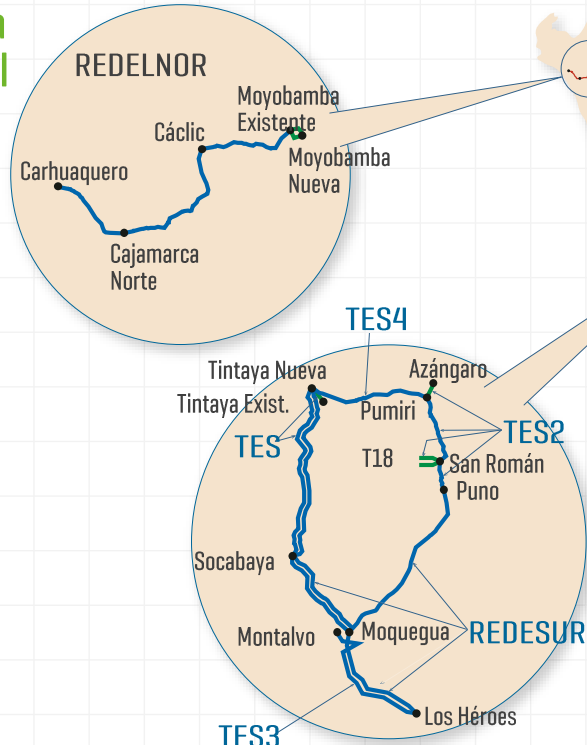 REDELNOR
Moyobamba
Existente
Cáclic
Moyobamba
Nueva
Carhuaquero
Cajamarca
Norte
TES4
Tintaya Nueva
Azángaro
Tintaya Exist.
Pumiri
TES
TES2
T18
San Román
Puno
Socabaya
Montalvo
Moquegua
REDESUR
Los Héroes
TES3